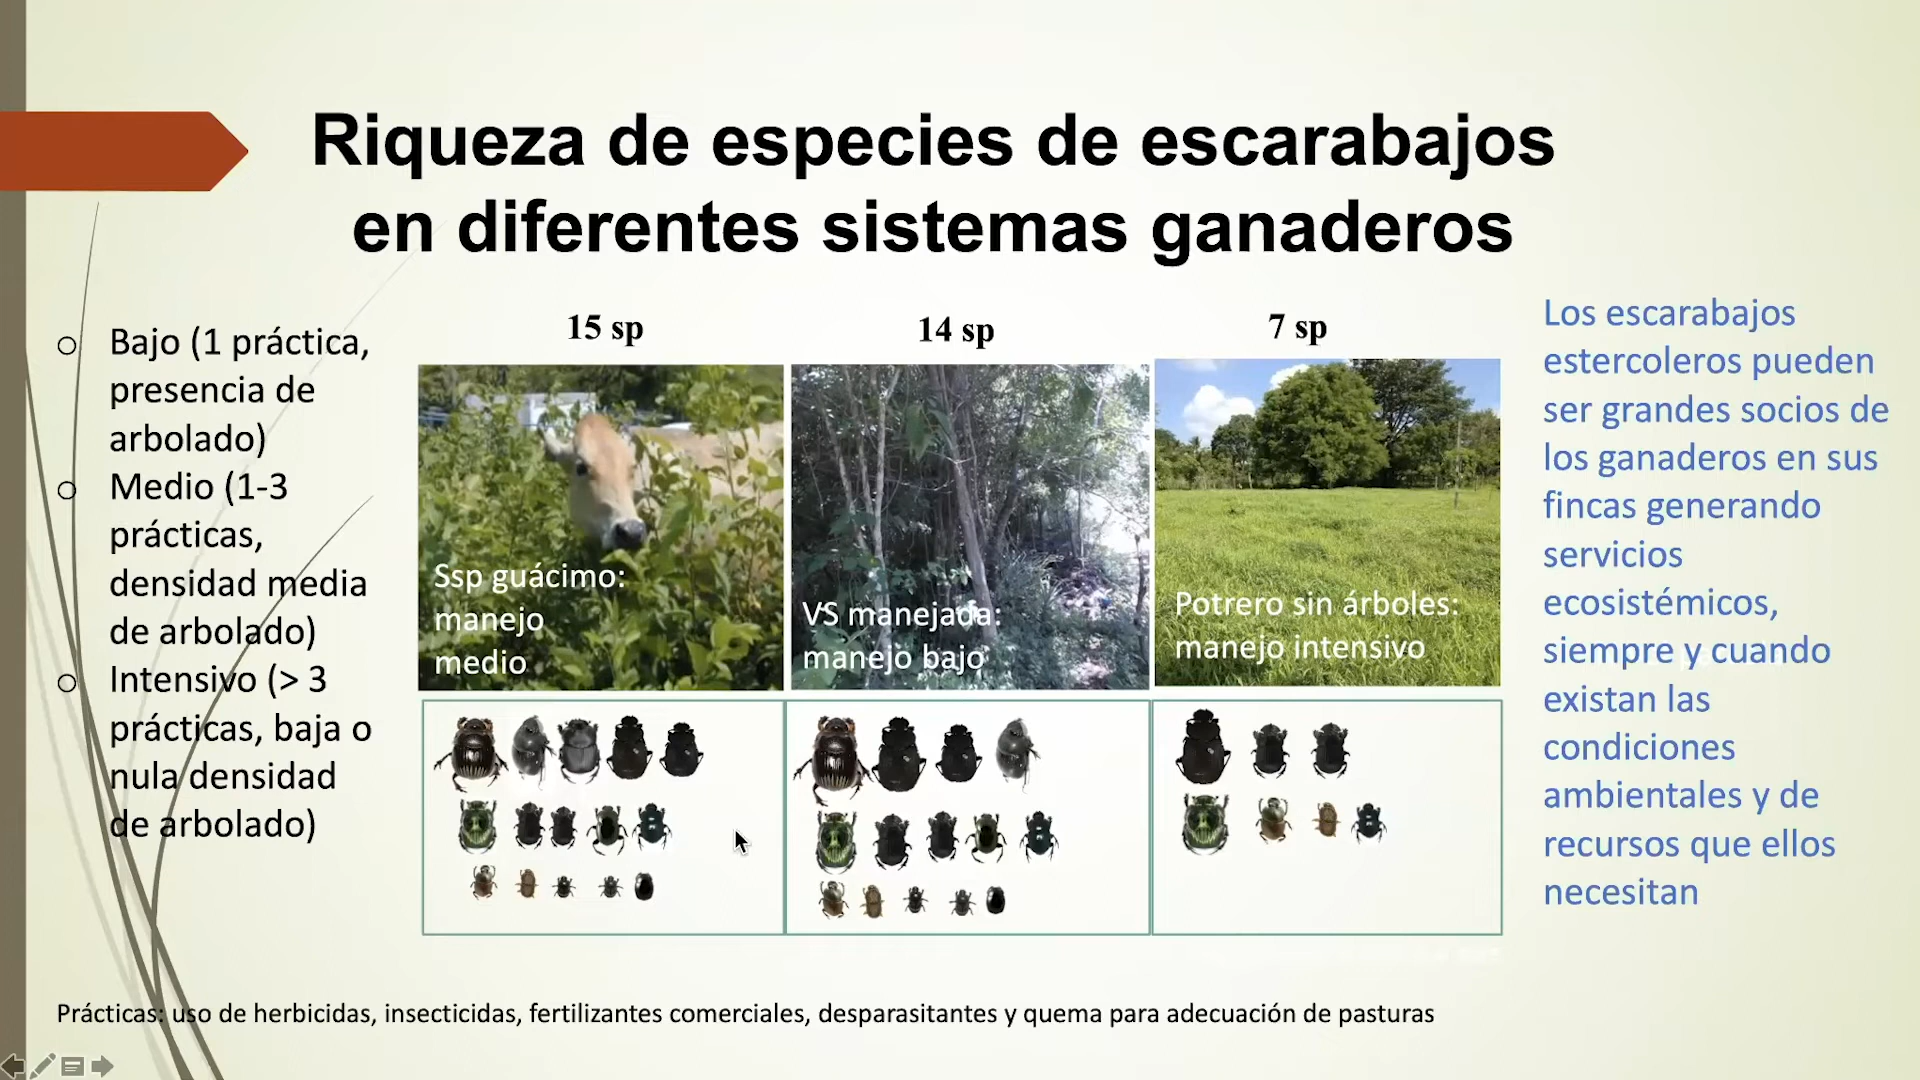 Riqueza de especies de escarabajos
en diferentes sistemas ganaderos
o Bajo (1 práctica,
presencia de
arbolado)
o Medio (1-3
prácticas,
densidad media
de arbolado)
o Intensivo (> 3
prácticas, baja o
nula densidad
de arbolado)
15 sp
14 sp
7 sp
Ssp guácimo:
manejo
medio
VS manejada:
manejo bajo
Potrero sin árboles:
manejo intensivo
Los escarabajos
estercoleros pueden
ser grandes socios de
los ganaderos en sus
fincas generando
servicios
ecosistémicos,
siempre y cuando
existan las
condiciones
ambientales y de
recursos que ellos
necesitan
Prácticas: uso de herbicidas, insecticidas, fertilizantes comerciales, desparasitantes y quema para adecuación de pasturas